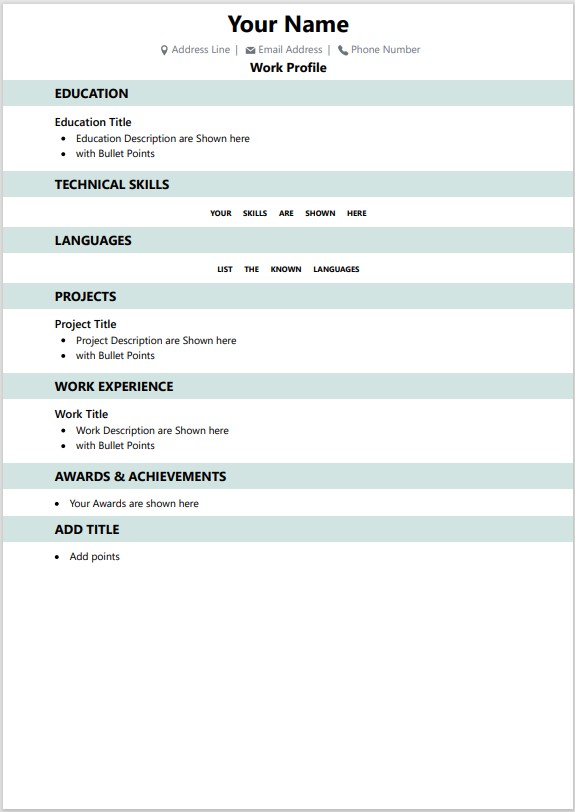 Your Name
Address Line | Email Address | Phone Number
Work Profile
EDUCATION
Education Title
• Education Description are Shown here
• with Bullet Points
TECHNICAL SKILLS
YOUR SKILLS ARE SHOWN HERE
LANGUAGES
LIST THE KNOWN LANGUAGES
PROJECTS
Project Title
• Project Description are Shown here
• with Bullet Points
WORK EXPERIENCE
Work Title
• Work Description are Shown here
• with Bullet Points
AWARDS & ACHIEVEMENTS
• Your Awards are shown here
ADD TITLE
• Add points